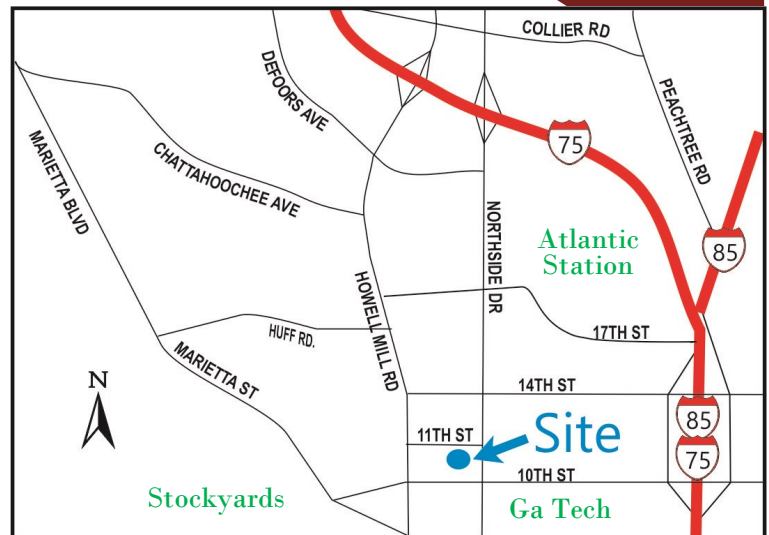 COLLIER RD
DEFOORS AVE
PEACHTREE RD
75
MARIETTA BLVD
CHATTAHOOCHEE AVE
NORTHSIDE DR
Atlantic
Station
85
HOWELL MILL RD
HUFF RD.
17TH ST
MARIETTA ST
N
14TH ST
85
11TH ST
Site
75
10TH ST
Stockyards
Ga Tech